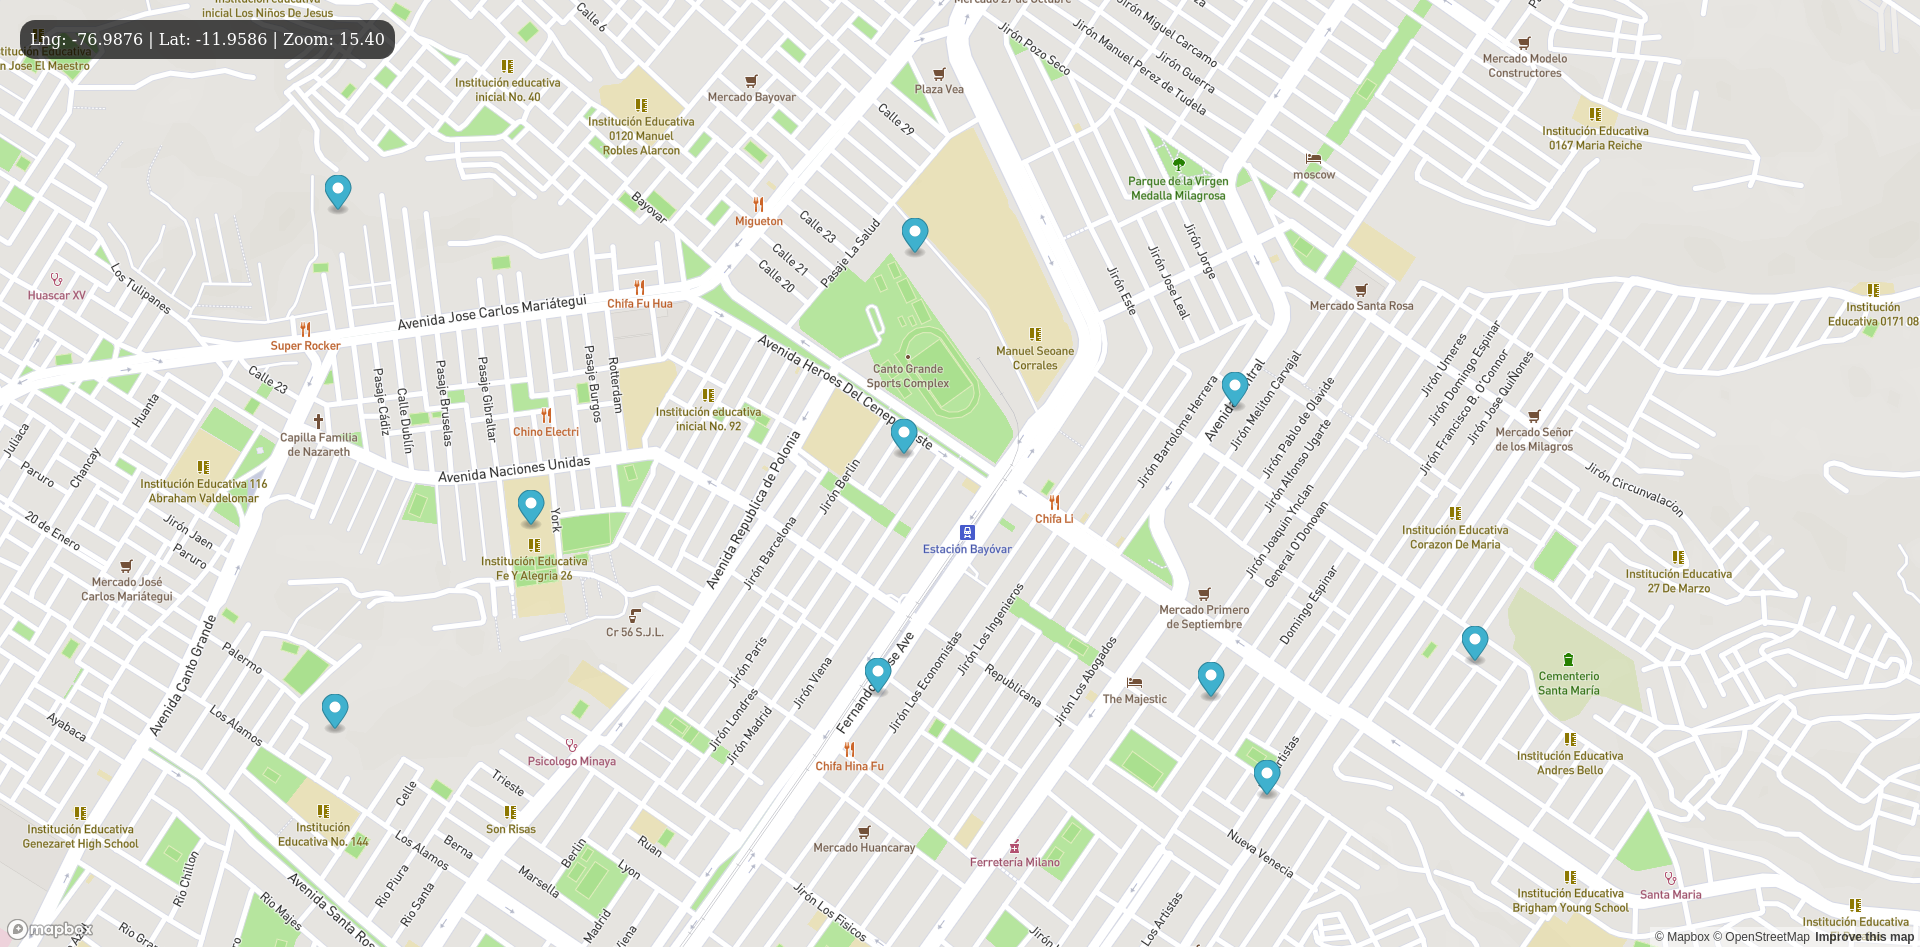 Institución educativa
inicial Los Niños De Jesus
Lng: -76.9876 | Lat: -11.9586 | Zoom: 15.40
n Jose El Maestro
Calle 6
Institución educativa
inicial No. 40
Mercado Bayovar
Institución Educativa
0120 Manuel
Robles Alarcon
Plaza Vea
Calle 29
Mercado 27 de Octubre
Jirón Pozo Seco
Jirón Miguel Carcamo
Jirón Guerra
Jirón Manuel Perez de Tudela
Mercado Modelo
Constructores
Institución Educativa
0167 Maria Reiche
moscow
Parque de la Virgen
Medalla Milagrosa
Bayovar
Migueton
Calle 23
Calle 21
Calle 20
Pasaje La Salud
Jirón Jorge
Jirón Jose Leal
Jirón Este
Mercado Santa Rosa
Institución
Educativa 0171 08
Huascar XV
Los Tulipanes
Avenida Jose Carlos Mariátegui
Chifa Fu Hua
Super Rocker
Calle 23
Pasaje Cádiz
Calle Dublín
Pasaje Bruselas
Pasaje Gibraltar
Pasaje Burgos
Rotterdam
Chino Electri
Institución educativa
inicial No. 92
Avenida Heroes Del Cenepa Este
Canto Grande
Sports Complex
Manuel Seoane
Corrales
Jirón Umeres
Jirón Domingo Espinar
Jirón Francisco B. O'Connor
Jirón Jose QuiÑones
Jirón Bartolome Herrera
Avenida Central
Jirón Meliton Carvajal
Jirón Pablo de Olavide
Jirón Alfonso Ugarte
Mercado Señor
de los Milagros
Jirón Circunvalación
Huanta
Juliaca
Paruro
Chancay
Capilla Familia
de Nazareth
Institución Educativa 116
Abraham Valdelomar
Avenida Naciones Unidas
Avenida Republica de Polonia
Jirón Berlin
Jirón Barcelona
York
Institución Educativa
Fe Y Alegria 26
Chifa Li
Estación Bayóvar
Jirón Joaquin Ynclan
General O'Donovan
Domingo Espinar
Institución Educativa
Corazon De Maria
Institución Educativa
27 De Marzo
20 de Enero
Jirón Jaen
Paruro
Mercado José
Carlos Mariátegui
Avenida Canto Grande
Palermo
Cr 56 S.J.L.
Mercado Primero
de Septiembre
Jirón Los Ingenieros
Jirón Los Economistas
Republicana
Jirón Los Abogados
The Majestic
Cementerio
Santa María
Jirón Paris
Jirón Viena
Jirón Londres
Jirón Madrid
Ayabaca
Los Alamos
Psicologo Minaya
Chifa Hina Fu
Institución Educativa
Andres Bello
Trieste
Celle
Institución Educativa
Genezaret High School
Institución
Educativa No. 144
Son Risas
Los Alamos
Berna
Marsella
Berlin
Lyon
Ruan
Mercado Huancaray
Ferretería Milano
Nueva Venecia
Institución Educativa
Brigham Young School
Santa Maria
Institución Educativa
Rio Chillon
Rio Piura
Rio Santa
Rio Majes
Avenida Santa Ros
Madrid
Jirón Los Fisicos
Los Artistas
mapbox
© Mapbox © OpenStreetMap Improve this map